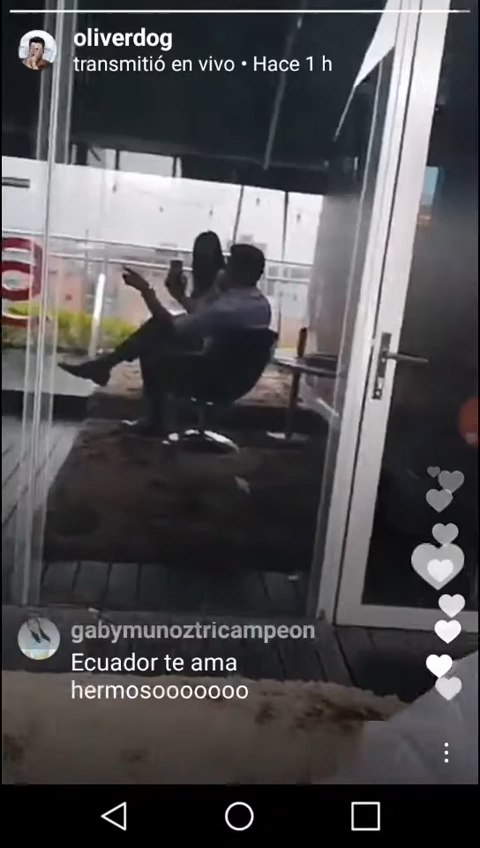 oliverdog
transmitió en vivo • Hace 1 h
gabymunoztricampeon
Ecuador te ama
hermosooooooo